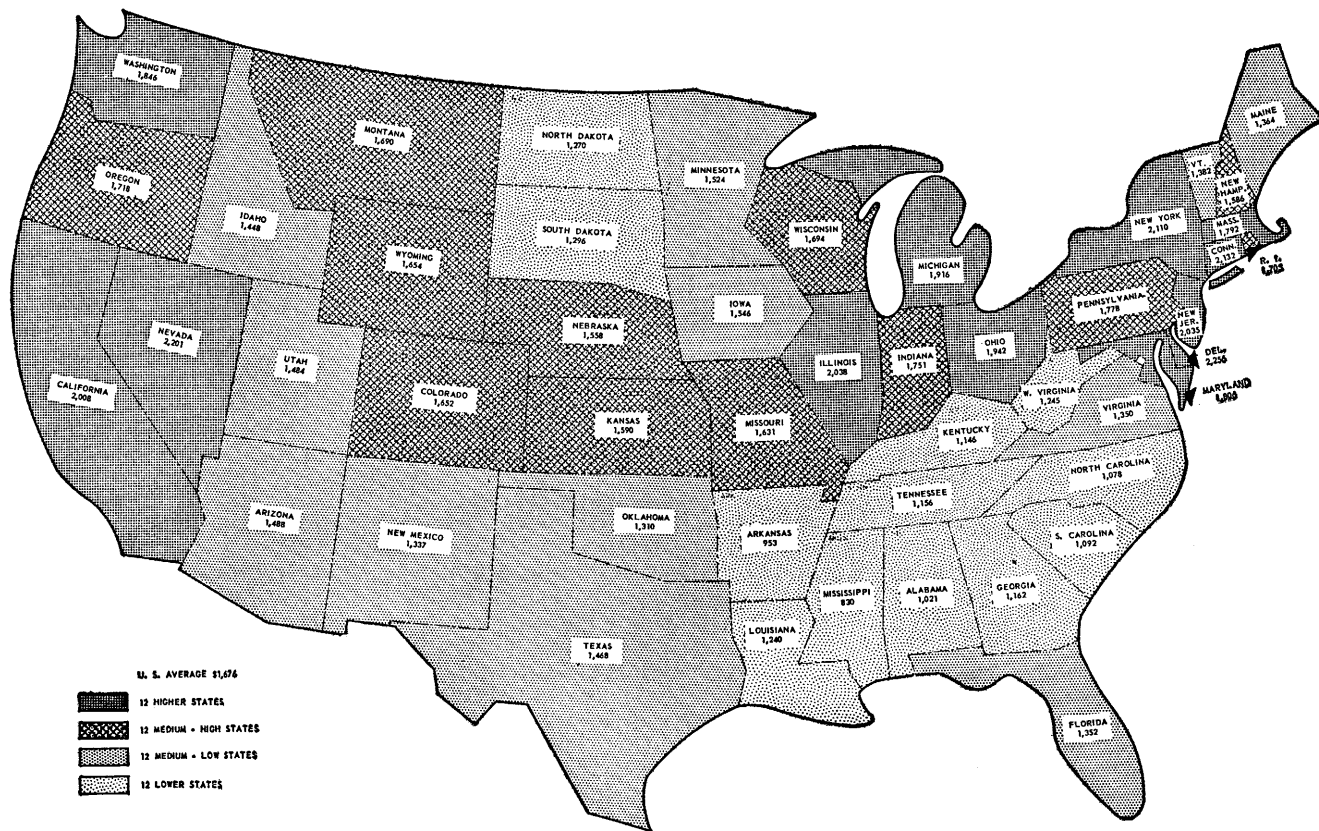 WASHINGTON
1,846
MONTANA
1,690
NORTH DAKOTA
1,270
MINNESOTA
1,524
MAINE
1,364
VT.
1,382
NEW
HAMP.
1,586
OREGON
1,718
IDAHO
1,448
WYOMING
1,654
SOUTH DAKOTA
1,296
WISCONSIN
1,694
MICHIGAN
1,916
NEW YORK
2,110
MASS.
1,792
CONN.
2,132
R. I.
NEVADA
2,201
UTAH
1,484
COLORADO
1,652
NEBRASKA
1,558
IOWA
1,546
ILLINOIS
2,038
INDIANA
1,751
OHIO
1,942
PENNSYLVANIA
1,778
NEW
JER.
2,035
DEL.
2,256
MARYLAND
CALIFORNIA
2,008
KANSAS
1,590
MISSOURI
1,631
KENTUCKY
1,146
W. VIRGINIA
1,245
VIRGINIA
1,350
ARIZONA
1,488
NEW MEXICO
1,337
OKLAHOMA
1,310
ARKANSAS
953
TENNESSEE
1,156
NORTH CAROLINA
1,078
S. CAROLINA
1,092
TEXAS
1,468
LOUISIANA
1,240
MISSISSIPPI
830
ALABAMA
1,021
GEORGIA
1,162
FLORIDA
1,352
U. S. AVERAGE $1,676
12 HIGHER STATES
12 MEDIUM - HIGH STATES
12 MEDIUM - LOW STATES
12 LOWER STATES